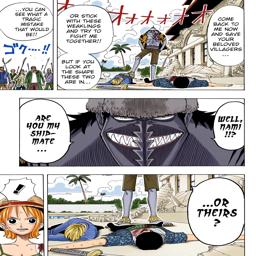 COME
BACK TO
ME NOW
AND SAVE
YOUR
BELOVED
VILLAGERS
...
OR STICK
WITH THESE
WEAKLINGS
AND TRY TO
FIGHT ME
TOGETHER!!
BUT IF YOU
LOOK AT
THE SHAPE
THESE TWO
ARE IN...
...YOU CAN
SEE WHAT A
TRAGIC
MISTAKE
THAT WOULD
BE!!
ゴク…!!
WELL,
NAMI
!!?
ARE
YOU MY
SHIP-
MATE
...
...OR
THEIRS
?
!